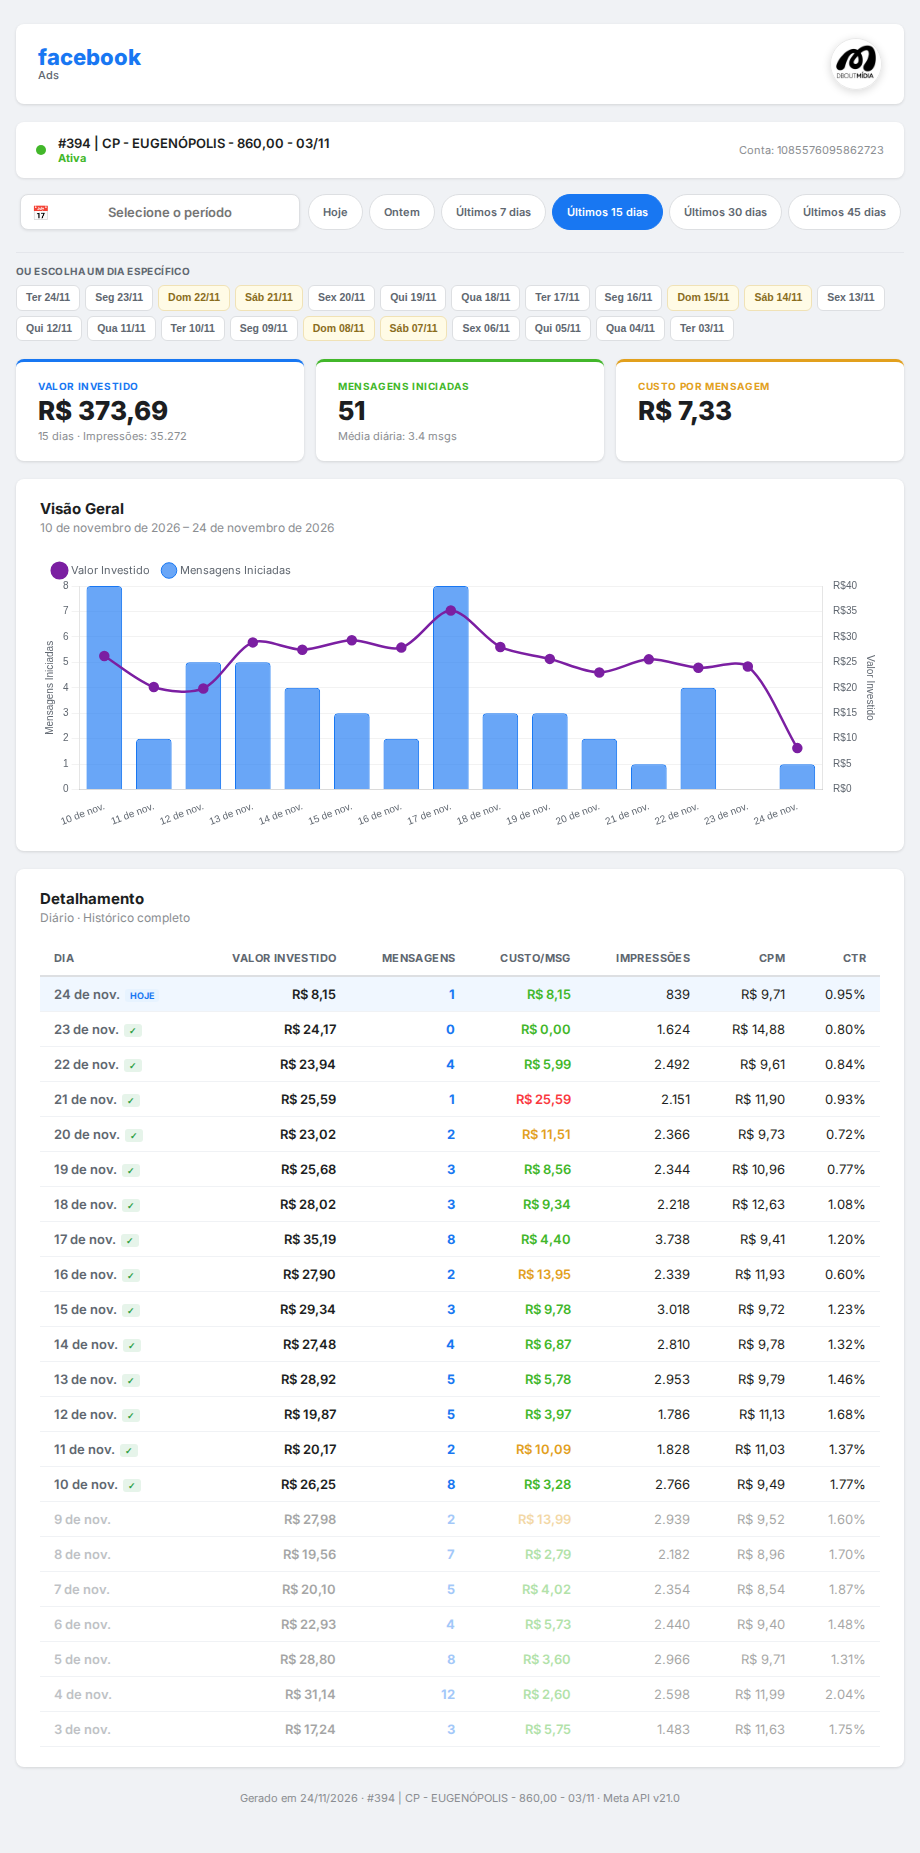 facebook
Ads
DBOUTMÍDIA
#394 | CP - EUGENÓPOLIS - 860,00 - 03/11
Ativa
Conta: 1085576095862723
📅 Selecione o período Hoje Ontem Últimos 7 dias Últimos 15 dias Últimos 30 dias Últimos 45 dias
OU ESCOLHA UM DIA ESPECÍFICO
Ter 24/11 Seg 23/11 Dom 22/11 Sáb 21/11 Sex 20/11 Qui 19/11 Qua 18/11 Ter 17/11 Seg 16/11 Dom 15/11 Sáb 14/11 Sex 13/11
Qui 12/11 Qua 11/11 Ter 10/11 Seg 09/11 Dom 08/11 Sáb 07/11 Sex 06/11 Qui 05/11 Qua 04/11 Ter 03/11
VALOR INVESTIDO
R$ 373,69
15 dias · Impressões: 35.272
MENSAGENS INICIADAS
51
Média diária: 3.4 msgs
CUSTO POR MENSAGEM
R$ 7,33
Visão Geral
10 de novembro de 2026 – 24 de novembro de 2026
Valor Investido Mensagens Iniciadas
8 R$40
7 R$35
6 R$30
5 R$25
4 R$20
3 R$15
2 R$10
1 R$5
0 R$0
Mensagens Iniciadas
Valor Investido
10 de nov. 11 de nov. 12 de nov. 13 de nov. 14 de nov. 15 de nov. 16 de nov. 17 de nov. 18 de nov. 19 de nov. 20 de nov. 21 de nov. 22 de nov. 23 de nov. 24 de nov.
Detalhamento
Diário · Histórico completo
DIA VALOR INVESTIDO MENSAGENS CUSTO/MSG IMPRESSÕES CPM CTR
24 de nov. HOJE R$ 8,15 1 R$ 8,15 839 R$ 9,71 0.95%
23 de nov. ✓ R$ 24,17 0 R$ 0,00 1.624 R$ 14,88 0.80%
22 de nov. ✓ R$ 23,94 4 R$ 5,99 2.492 R$ 9,61 0.84%
21 de nov. ✓ R$ 25,59 1 R$ 25,59 2.151 R$ 11,90 0.93%
20 de nov. ✓ R$ 23,02 2 R$ 11,51 2.366 R$ 9,73 0.72%
19 de nov. ✓ R$ 25,68 3 R$ 8,56 2.344 R$ 10,96 0.77%
18 de nov. ✓ R$ 28,02 3 R$ 9,34 2.218 R$ 12,63 1.08%
17 de nov. ✓ R$ 35,19 8 R$ 4,40 3.738 R$ 9,41 1.20%
16 de nov. ✓ R$ 27,90 2 R$ 13,95 2.339 R$ 11,93 0.60%
15 de nov. ✓ R$ 29,34 3 R$ 9,78 3.018 R$ 9,72 1.23%
14 de nov. ✓ R$ 27,48 4 R$ 6,87 2.810 R$ 9,78 1.32%
13 de nov. ✓ R$ 28,92 5 R$ 5,78 2.953 R$ 9,79 1.46%
12 de nov. ✓ R$ 19,87 5 R$ 3,97 1.786 R$ 11,13 1.68%
11 de nov. ✓ R$ 20,17 2 R$ 10,09 1.828 R$ 11,03 1.37%
10 de nov. ✓ R$ 26,25 8 R$ 3,28 2.766 R$ 9,49 1.77%
9 de nov. R$ 27,98 2 R$ 13,99 2.939 R$ 9,52 1.60%
8 de nov. R$ 19,56 7 R$ 2,79 2.182 R$ 8,96 1.70%
7 de nov. R$ 20,10 5 R$ 4,02 2.354 R$ 8,54 1.87%
6 de nov. R$ 22,93 4 R$ 5,73 2.440 R$ 9,40 1.48%
5 de nov. R$ 28,80 8 R$ 3,60 2.966 R$ 9,71 1.31%
4 de nov. R$ 31,14 12 R$ 2,60 2.598 R$ 11,99 2.04%
3 de nov. R$ 17,24 3 R$ 5,75 1.483 R$ 11,63 1.75%
Gerado em 24/11/2026 · #394 | CP - EUGENÓPOLIS - 860,00 - 03/11 · Meta API v21.0